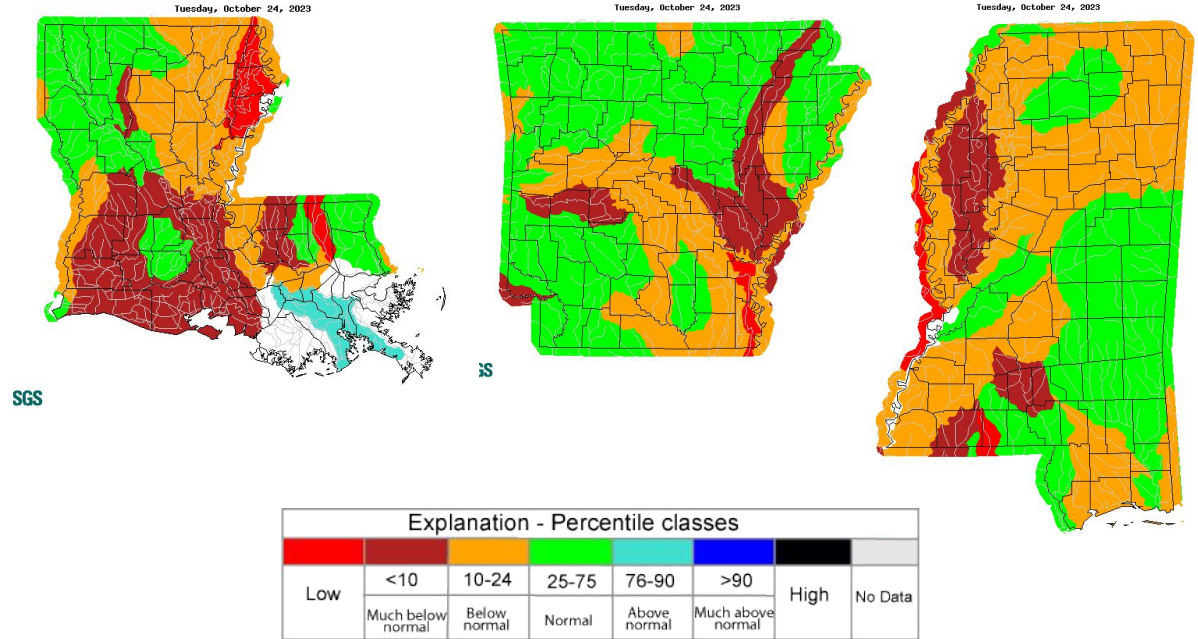 Tuesday, October 24, 2023
Tuesday, October 24, 2023
Tuesday, October 24, 2023
SGS
SGS
Explanation - Percentile classes
Low
<10
10-24
25-75
76-90
>90
High
No Data
Much below normal
Below normal
Normal
Above normal
Much above normal